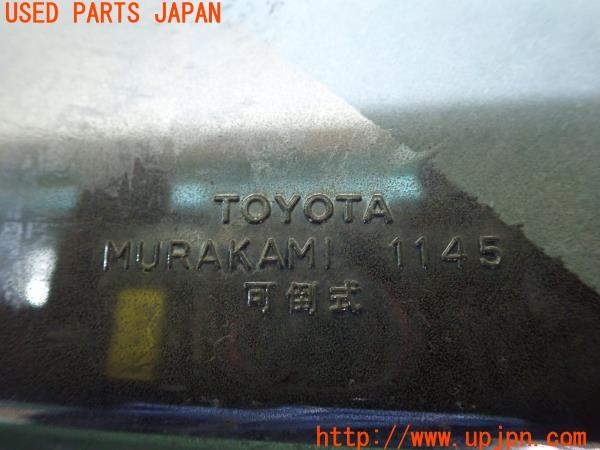 USED PARTS JAPAN
TOYOTA
MURAKAMI 1145
可倒式
http://www.upjpn.com